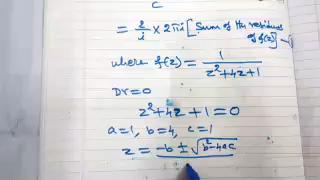 C
= 2/i × 2πi [Sum of the residues of f(z)]
where f(z) = 1/(z²+4z+1)
Dr=0
z²+4z+1=0
a=1, b=4, c=1
z = -b ± √(b²-4ac)